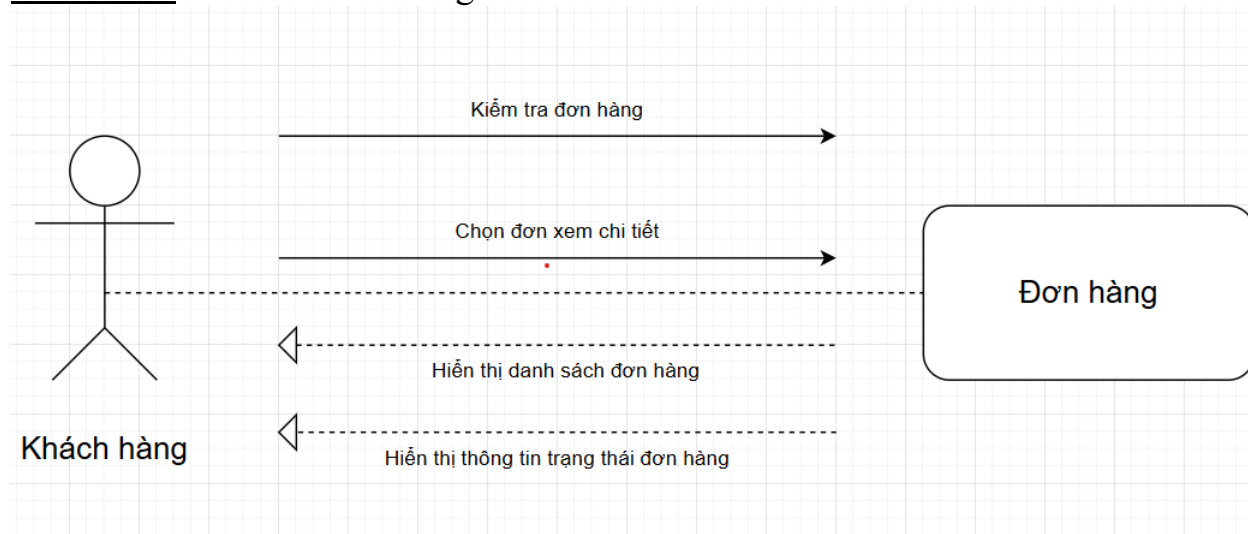 Kiểm tra đơn hàng
Chọn đơn xem chi tiết
Đơn hàng
Hiển thị danh sách đơn hàng
Khách hàng
Hiển thị thông tin trạng thái đơn hàng